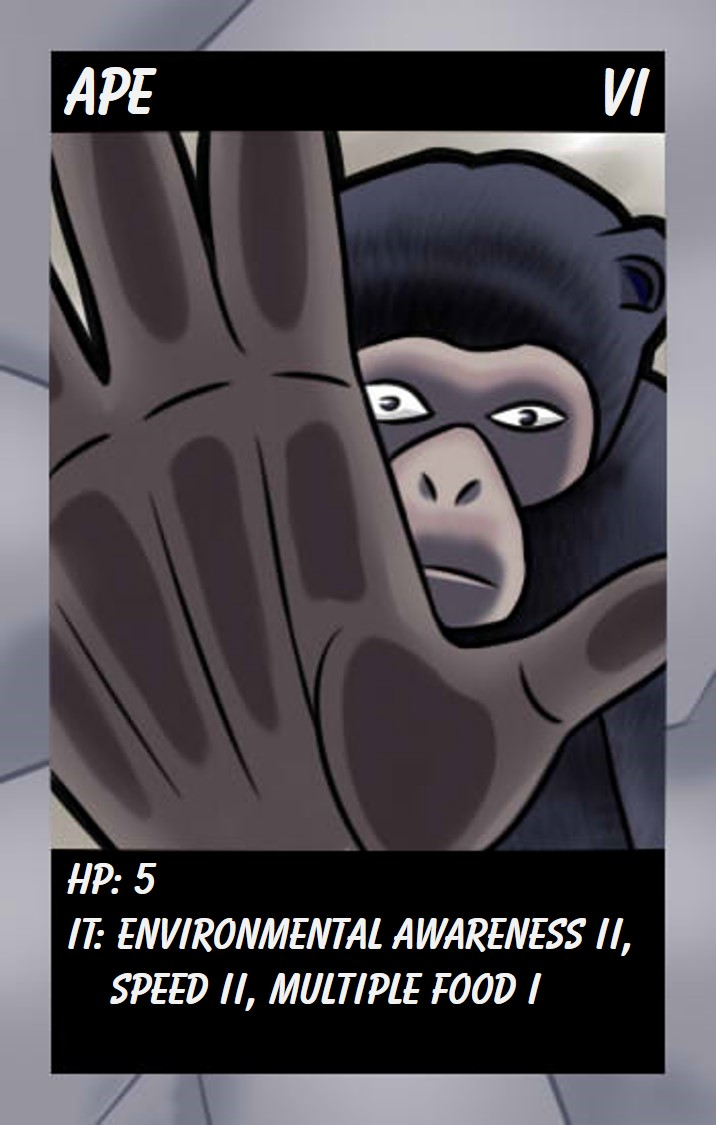 APE VI
HP: 5
IT: ENVIRONMENTAL AWARENESS II,
SPEED II, MULTIPLE FOOD I